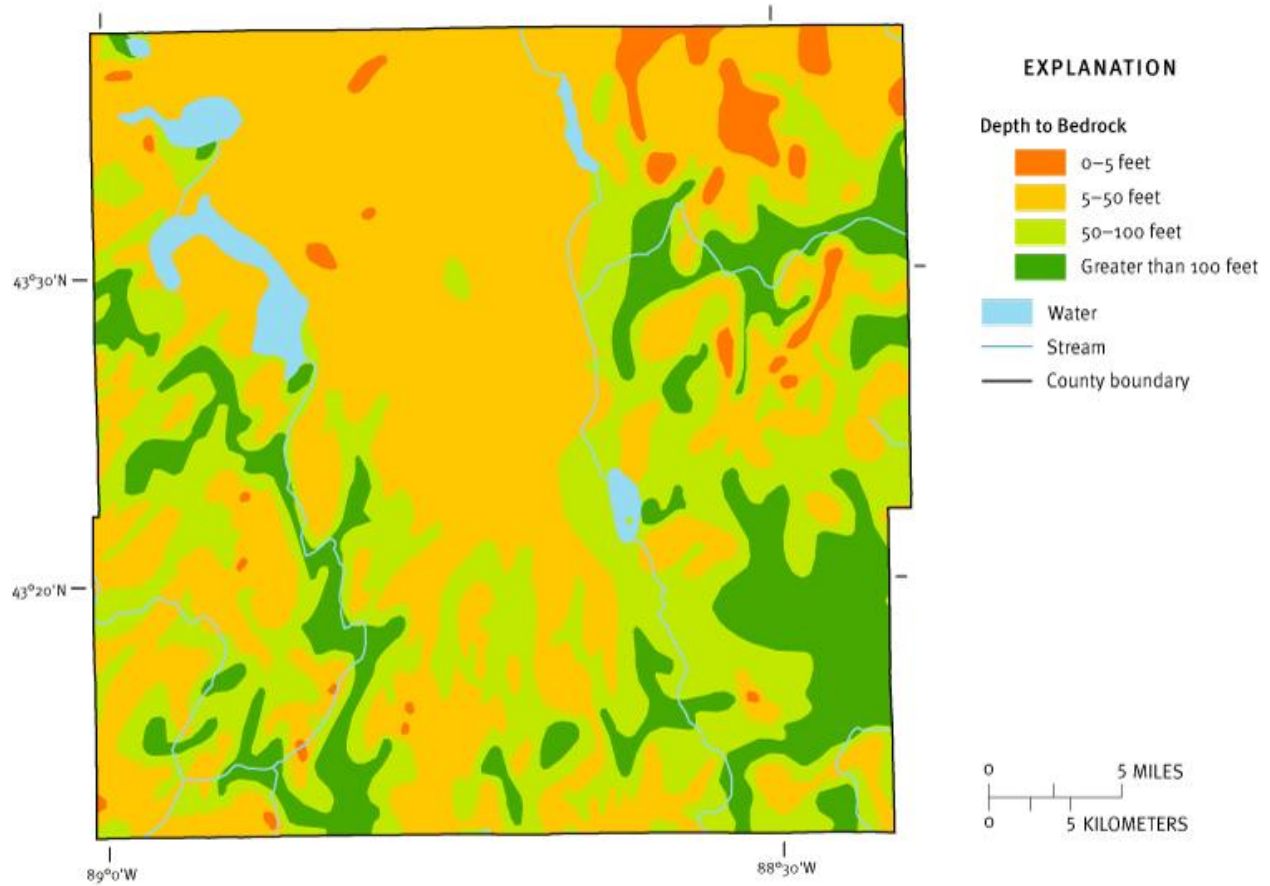 EXPLANATION
Depth to Bedrock
0–5 feet
5–50 feet
50–100 feet
Greater than 100 feet
Water
Stream
County boundary
43°30'N
43°20'N
0 5 MILES
0 5 KILOMETERS
89°0'W
88°30'W